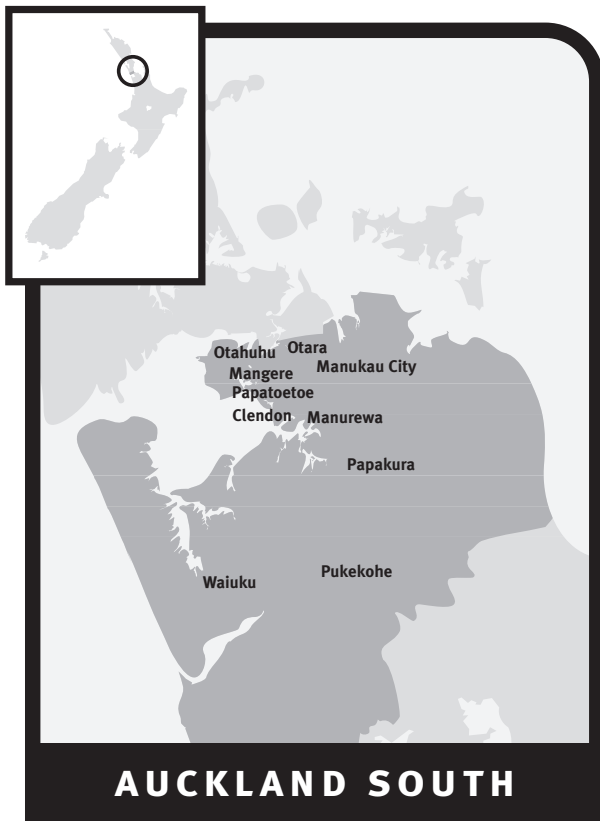 Otahuhu
Otara
Mangere
Manukau City
Papatoetoe
Clendon
Manurewa
Papakura
Waiuku
Pukekohe
AUCKLAND SOUTH